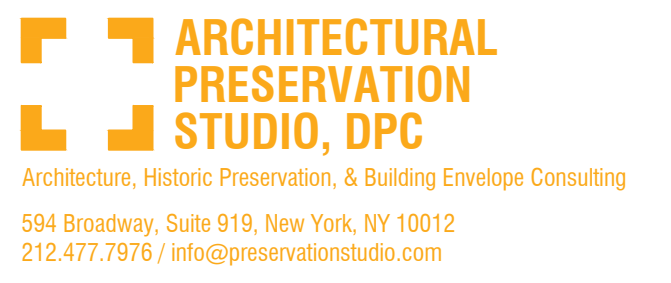 ARCHITECTURAL
PRESERVATION
STUDIO, DPC
Architecture, Historic Preservation, & Building Envelope Consulting
594 Broadway, Suite 919, New York, NY 10012
212.477.7976 / info@preservationstudio.com